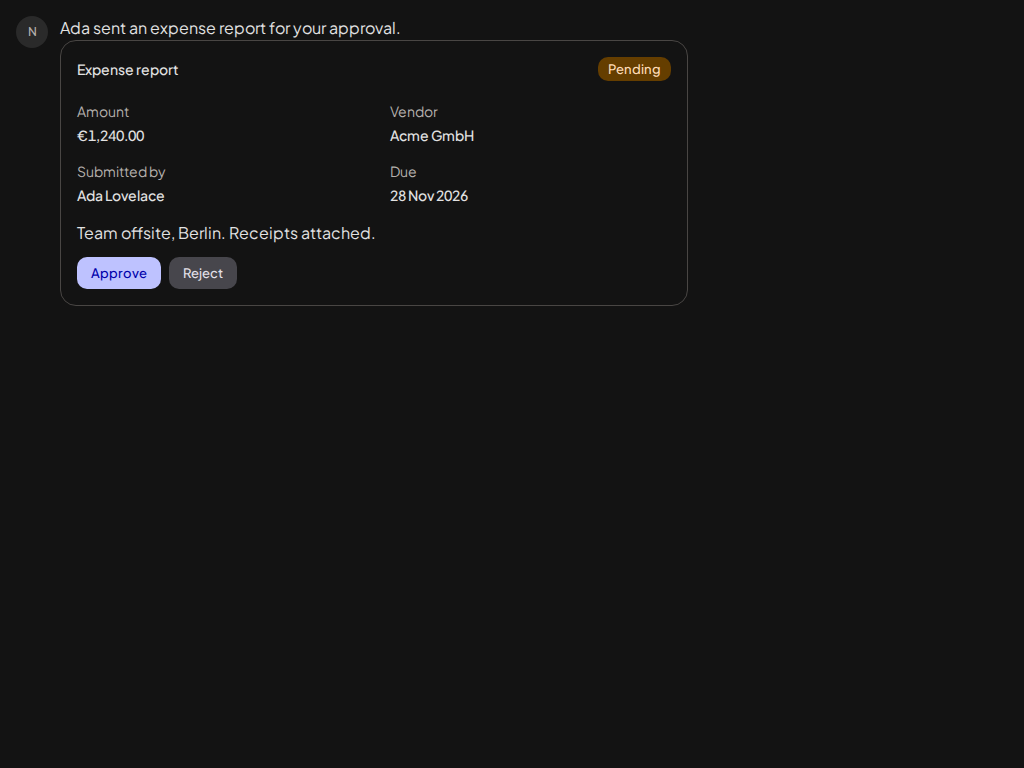 N
Ada sent an expense report for your approval.
Expense report
Pending
Amount
€1,240.00
Vendor
Acme GmbH
Submitted by
Ada Lovelace
Due
28 Nov 2026
Team offsite, Berlin. Receipts attached.
Approve
Reject